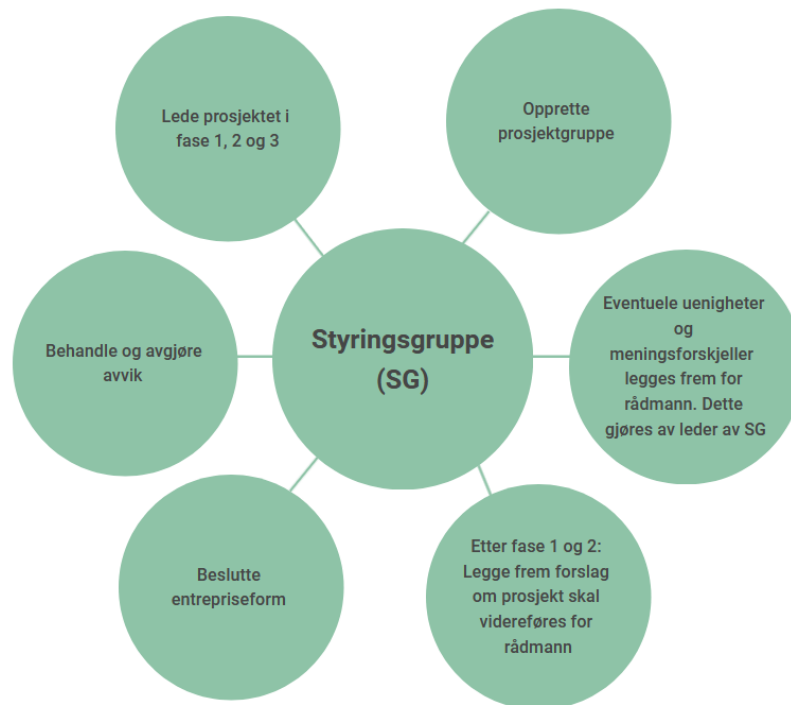 Lede prosjektet i
fase 1, 2 og 3
Opprette
prosjektgruppe
Styringsgruppe
(SG)
Eventuele uenigheter
og
meningsforskjeller
legges frem for
rådmann. Dette
gjøres av leder av SG
Behandle og avgjøre
avvik
Beslutte
entrepriseform
Etter fase 1 og 2:
Legge frem forslag
om prosjekt skal
videreføres for
rådmann